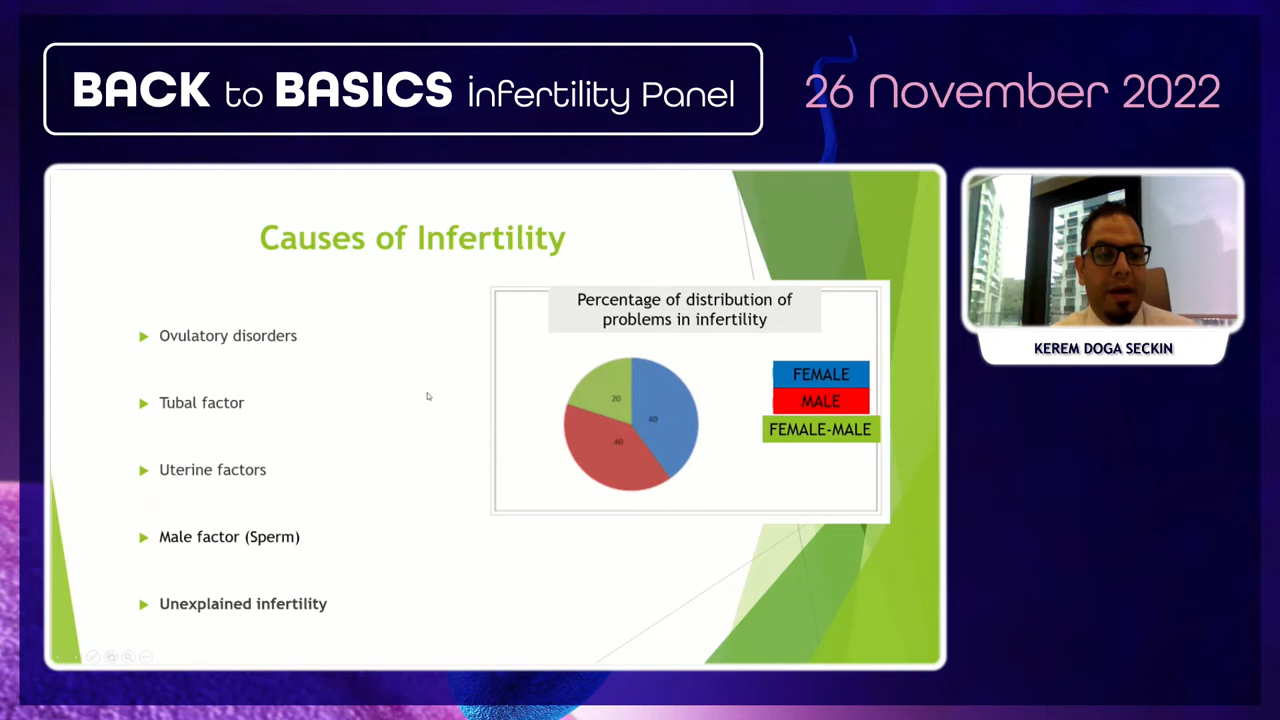 BACK to BASICS infertility Panel
26 November 2022
Causes of Infertility
Ovulatory disorders
Tubal factor
Uterine factors
Male factor (Sperm)
Unexplained infertility
Percentage of distribution of
problems in infertility
20
40
40
FEMALE
MALE
FEMALE-MALE
KEREM DOGA SECKIN